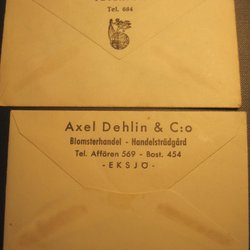 Tel. 684
Axel Dehlin & C:o
Blomsterhandel - Handelsträdgård
Tel. Affären 569 - Bost. 454
- EKSJÖ -